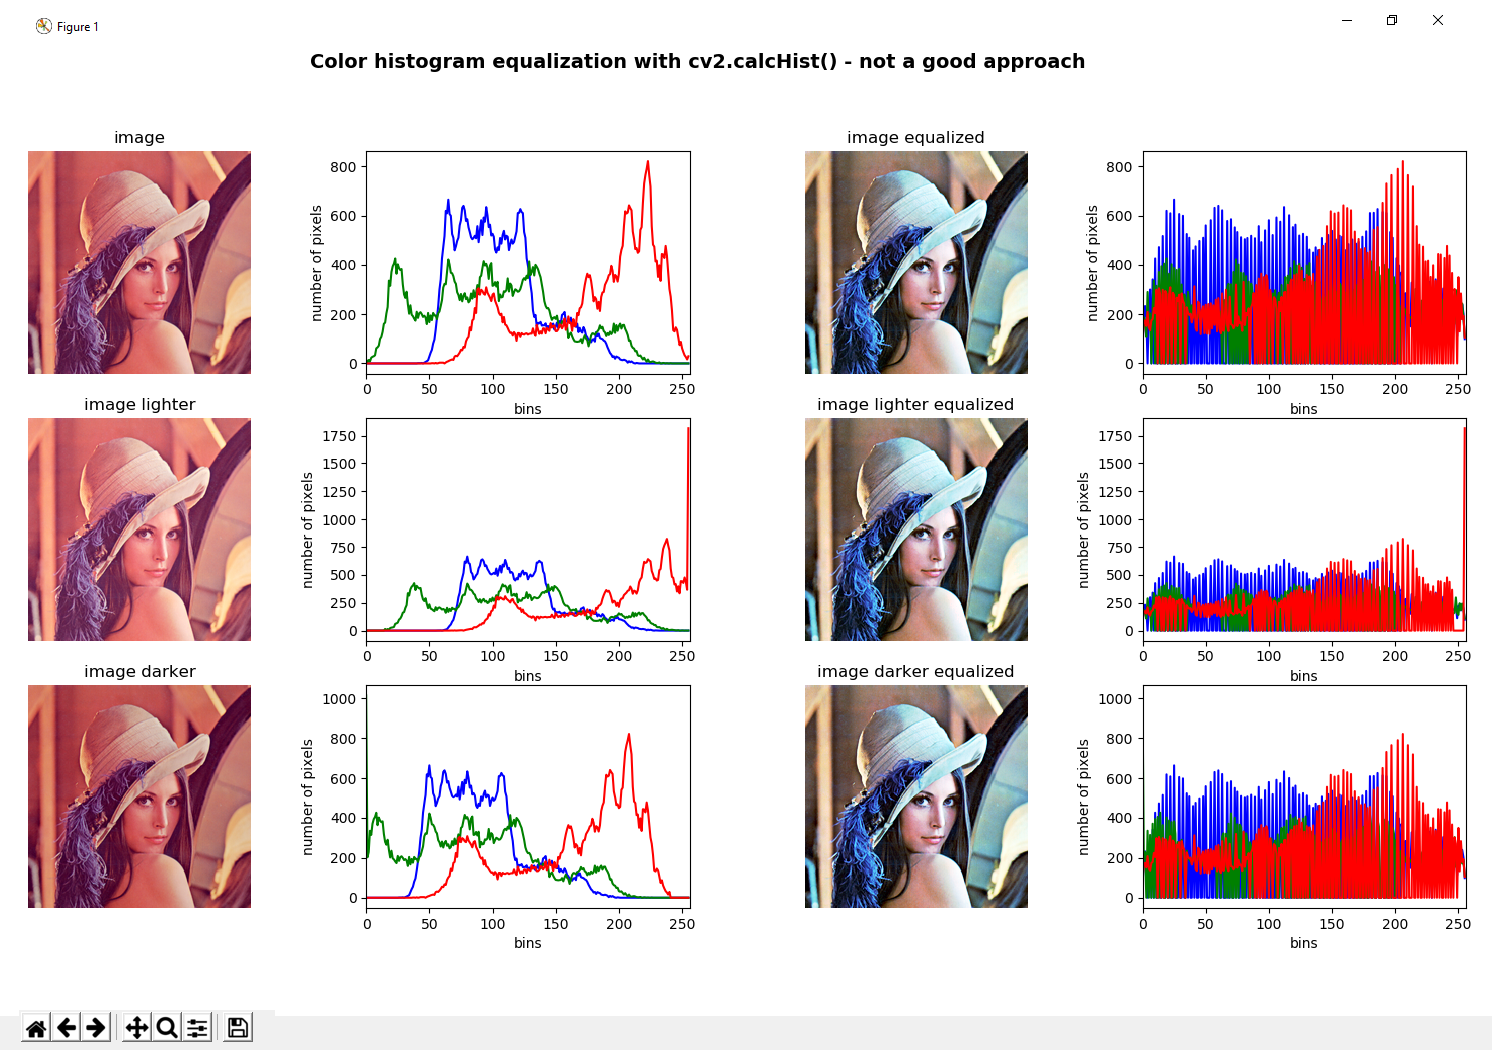 Figure 1
Color histogram equalization with cv2.calcHist() - not a good approach
image
800
600
400
200
0
number of pixels
0 50 100 150 200 250
bins
image equalized
800
600
400
200
0
number of pixels
0 50 100 150 200 250
bins
image lighter
1750
1500
1250
1000
750
500
250
0
number of pixels
0 50 100 150 200 250
bins
image lighter equalized
1750
1500
1250
1000
750
500
250
0
number of pixels
0 50 100 150 200 250
bins
image darker
1000
800
600
400
200
0
number of pixels
0 50 100 150 200 250
bins
image darker equalized
1000
800
600
400
200
0
number of pixels
0 50 100 150 200 250
bins